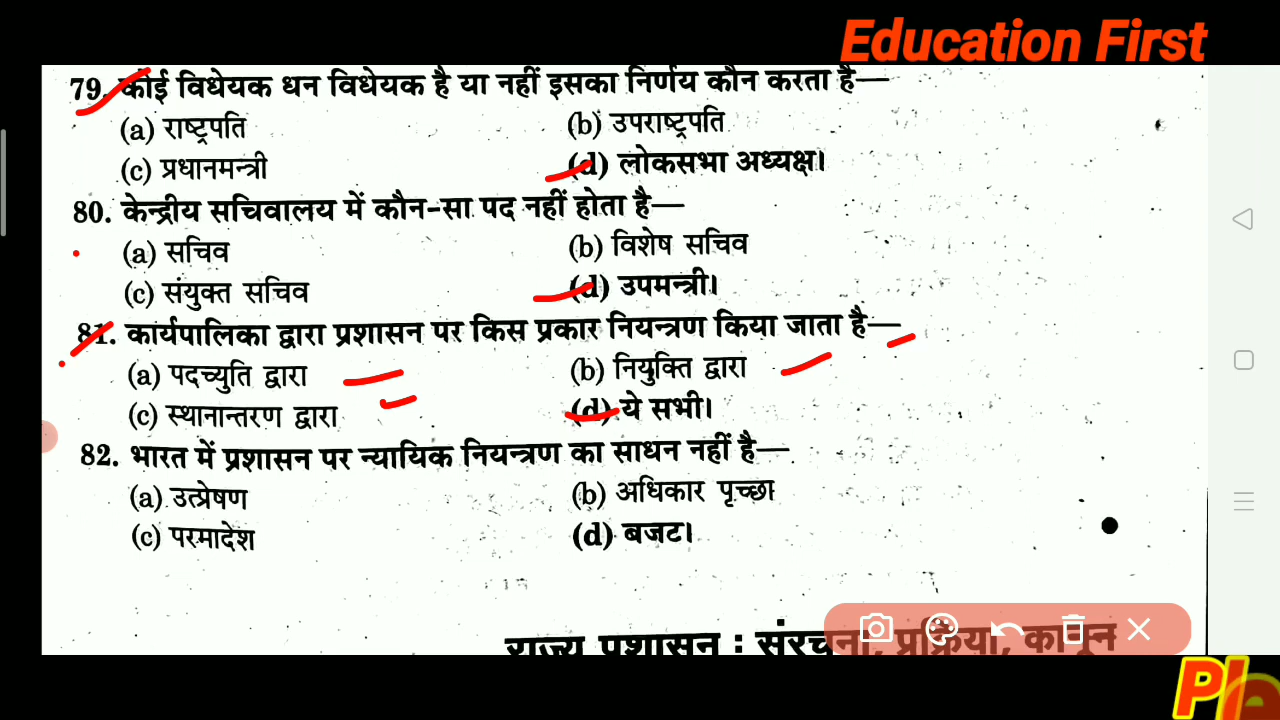 Education First
79. कोई विधेयक धन विधेयक है या नहीं इसका निर्णय कौन करता है—
(a) राष्ट्रपति (b) उपराष्ट्रपति
(c) प्रधानमन्त्री (d) लोकसभा अध्यक्ष।
80. केन्द्रीय सचिवालय में कौन-सा पद नहीं होता है—
(a) सचिव (b) विशेष सचिव
(c) संयुक्त सचिव (d) उपमन्त्री।
81. कार्यपालिका द्वारा प्रशासन पर किस प्रकार नियन्त्रण किया जाता है—
(a) पदच्युति द्वारा (b) नियुक्ति द्वारा
(c) स्थानान्तरण द्वारा (d) ये सभी।
82. भारत में प्रशासन पर न्यायिक नियन्त्रण का साधन नहीं है—
(a) उत्प्रेषण (b) अधिकार पृच्छा
(c) परमादेश (d) बजट।
राज्य प्रशासन : संरचना, प्रक्रिया, कानून